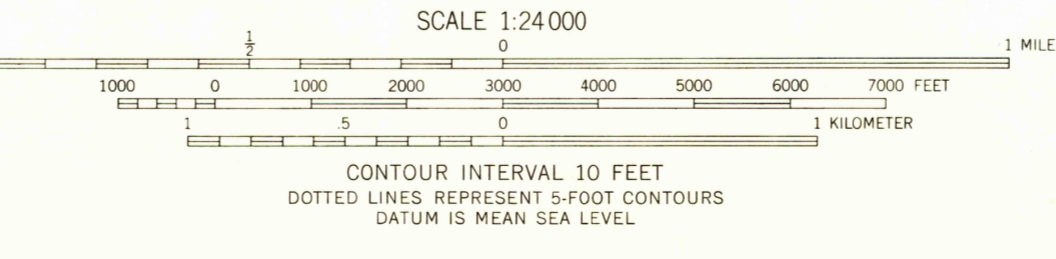 SCALE 1:24 000
1/2 0 1 MILE
1000 0 1000 2000 3000 4000 5000 6000 7000 FEET
1 .5 0 1 KILOMETER
CONTOUR INTERVAL 10 FEET
DOTTED LINES REPRESENT 5-FOOT CONTOURS
DATUM IS MEAN SEA LEVEL